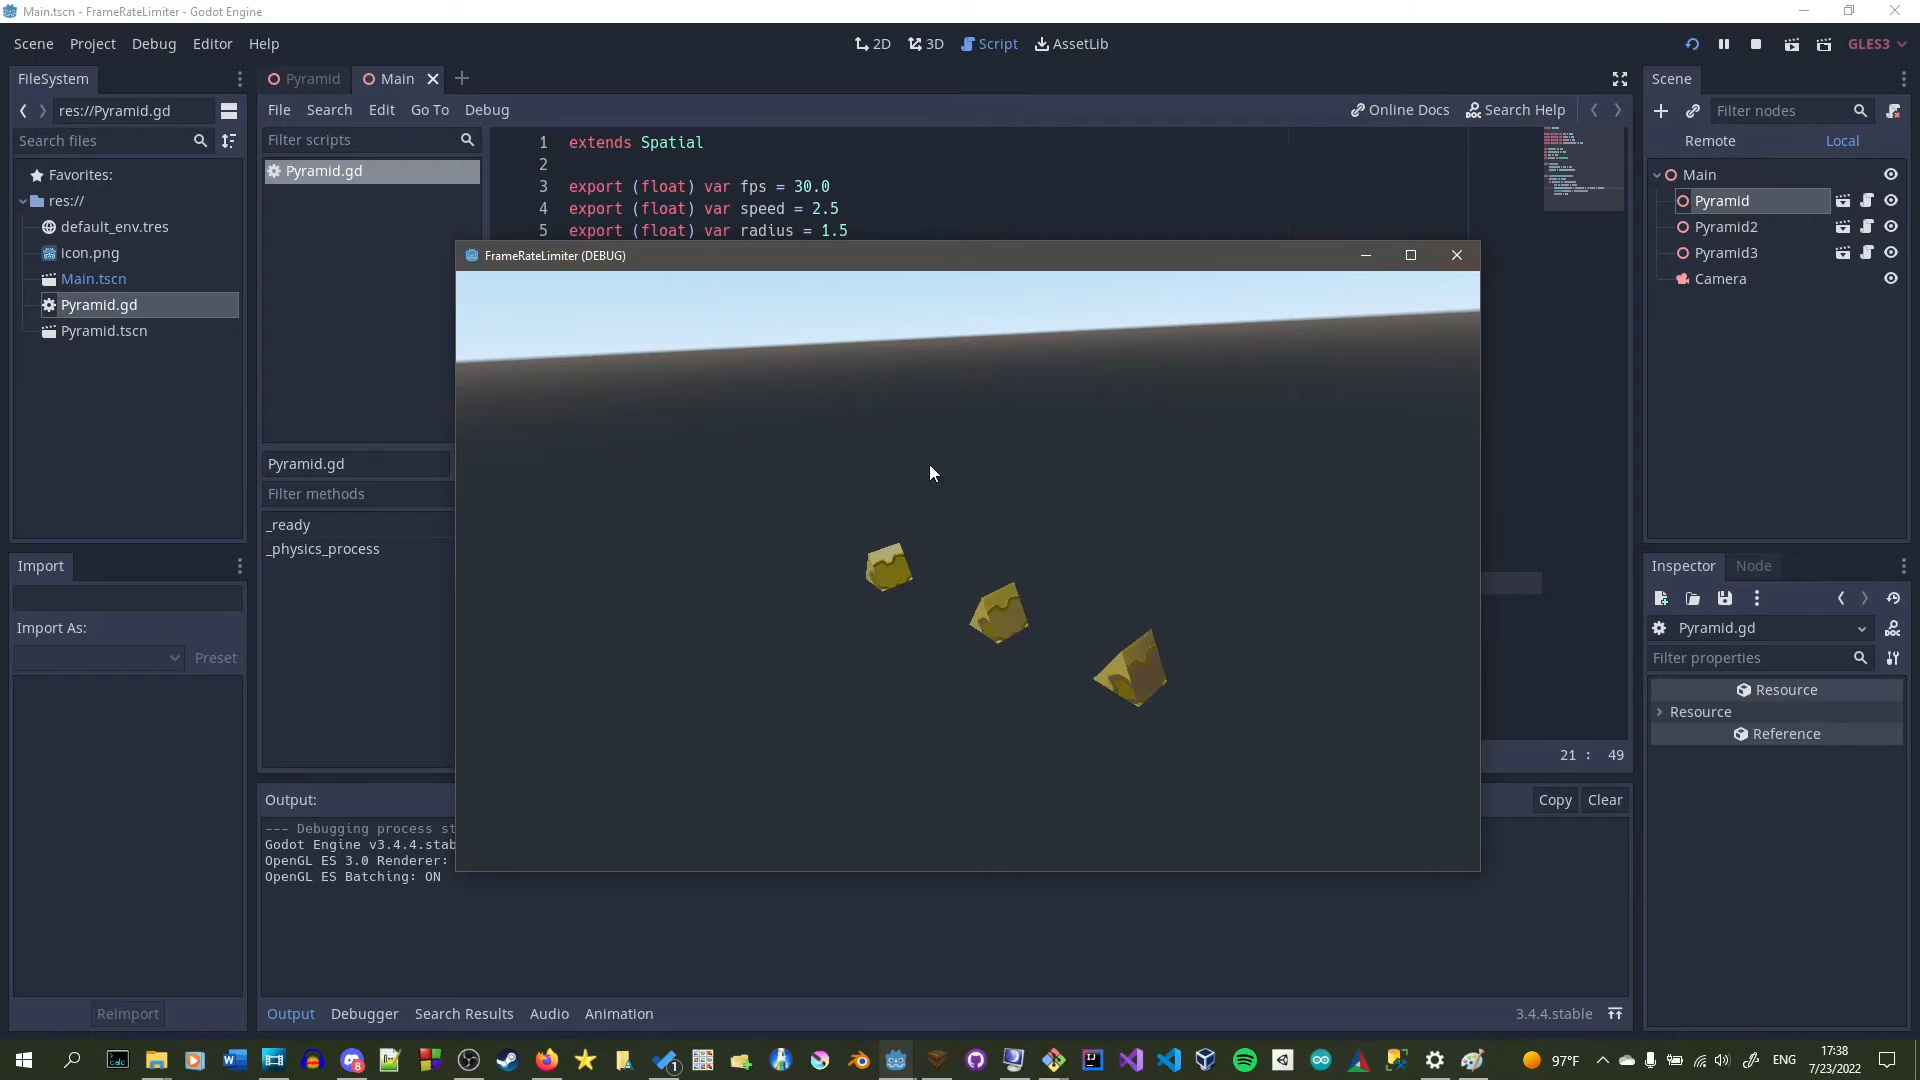 Main.tscn - FrameRateLimiter - Godot Engine
Scene Project Debug Editor Help
2D 3D Script AssetLib
GLES3
FileSystem
res://Pyramid.gd
Search files
Favorites:
res://
default_env.tres
icon.png
Main.tscn
Pyramid.gd
Pyramid.tscn
Import
Import As:
Preset
Reimport
Pyramid Main
File Search Edit Go To Debug
Online Docs Search Help
Filter scripts
Pyramid.gd
Pyramid.gd
Filter methods
_ready
_physics_process
1 extends Spatial
2
3 export (float) var fps = 30.0
4 export (float) var speed = 2.5
5 export (float) var radius = 1.5
FrameRateLimiter (DEBUG)
21 : 49
Output:
Copy Clear
--- Debugging process st
Godot Engine v3.4.4.stab
OpenGL ES 3.0 Renderer:
OpenGL ES Batching: ON
Output Debugger Search Results Audio Animation
3.4.4.stable
Scene
Filter nodes
Remote Local
Main
Pyramid
Pyramid2
Pyramid3
Camera
Inspector Node
Pyramid.gd
Filter properties
Resource
Resource
Reference
97°F
ENG
17:38
7/23/2022